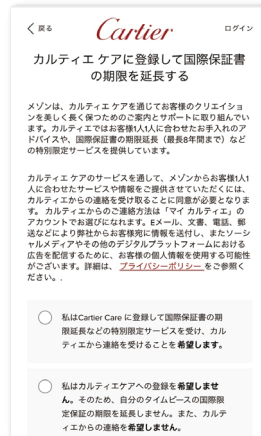 戻る
Cartier
ログイン
カルティエ ケアに登録して国際保証書
の期限を延長する
メゾンは、カルティエ ケアを通じてお客様のクリエイショ
ンを美しく長く保つためのご案内とサポートに取り組んでい
ます。カルティエではお客様1人1人に合わせたお手入れのア
ドバイスや、国際保証書の期限延長（最長8年間まで）など
の特別限定サービスを提供しています。
カルティエ ケアのサービスを通して、メゾンからお客様1人1
人に合わせたサービスや情報をご提供させていただくには、
カルティエからの連絡を受け取ることに同意が必要となりま
す。 カルティエからのご連絡方法は「マイ カルティエ」の
アカウントでお選びになれます。Eメール、文書、電話、郵
送などにより弊社からお客様宛に情報を送付し、またソーシ
ャルメディアやその他のデジタルプラットフォームにおける
広告を配信するために、お客様の個人情報を使用する可能性
がございます。詳細は、 プライバシーポリシー をご参照く
ださい。.
私はCartier Care に登録して国際保証書の期
限延長などの特別限定サービスを受け、カル
ティエから連絡を受けることを希望します。
私はカルティエケアへの登録を希望しませ
ん。そのため、自分のタイムピースの国際限
定保証の期限を延長しません。また、カルテ
ィエからの連絡を希望しません。